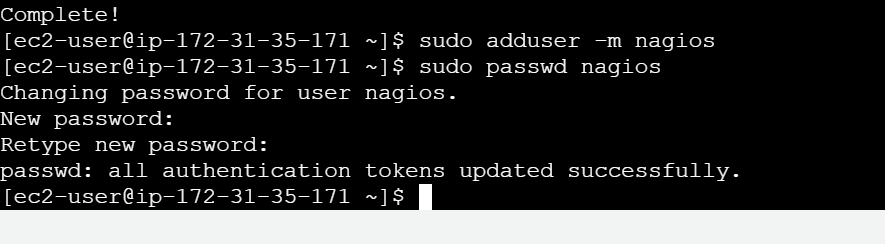 Complete!
[ec2-user@ip-172-31-35-171 ~]$ sudo adduser -m nagios
[ec2-user@ip-172-31-35-171 ~]$ sudo passwd nagios
Changing password for user nagios.
New password:
Retype new password:
passwd: all authentication tokens updated successfully.
[ec2-user@ip-172-31-35-171 ~]$